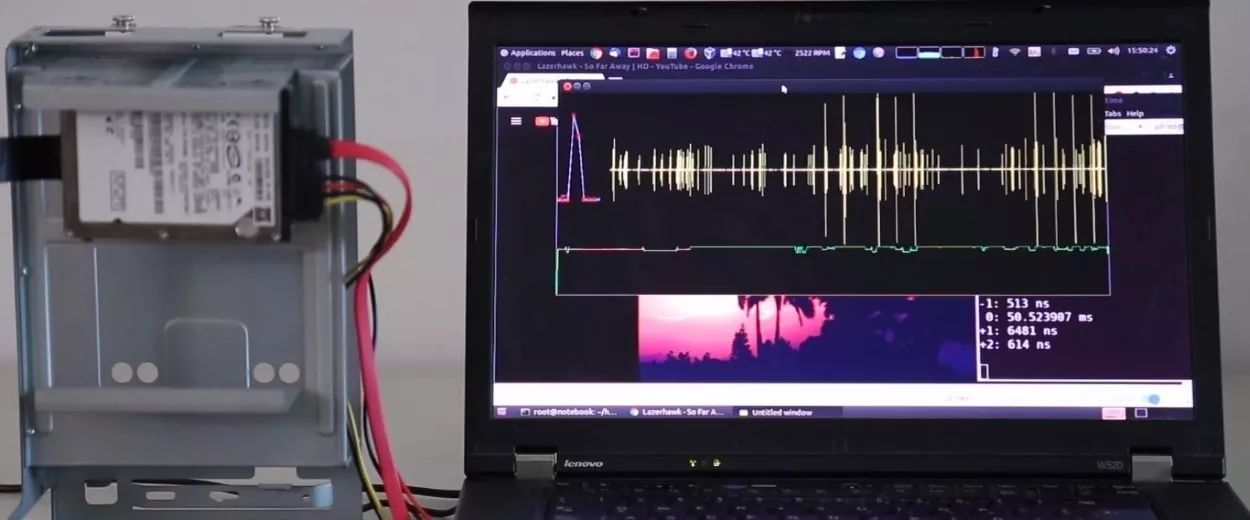 Applications Places
42 °C 42 °C 2522 RPM 15:50:24
Lazerhawk - So Far Away | HD - YouTube - Google Chrome
time
Tabs Help
-1: 513 ns
0: 50.523907 ms
+1: 6481 ns
+2: 614 ns
root@notebook: ~/h... Lazerhawk - So Far A... Untitled window
lenovo
W520